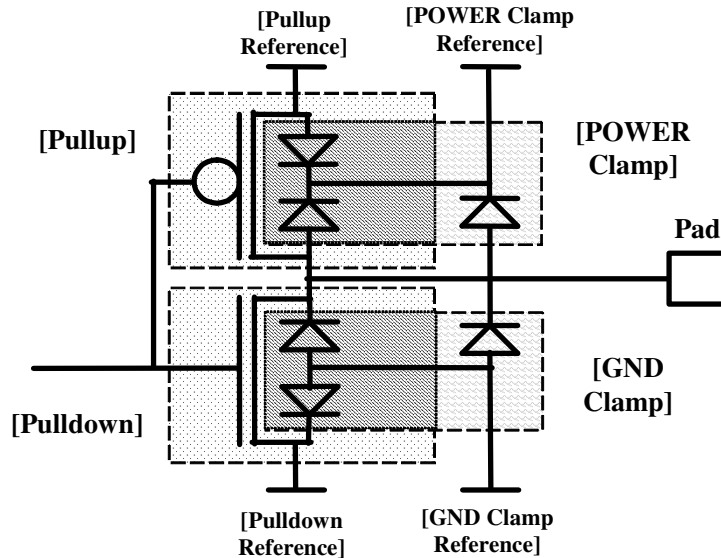 [Pullup
Reference]
[POWER Clamp
Reference]
[Pullup]
[POWER
Clamp]
Pad
[GND
Clamp]
[Pulldown]
[Pulldown
Reference]
[GND Clamp
Reference]